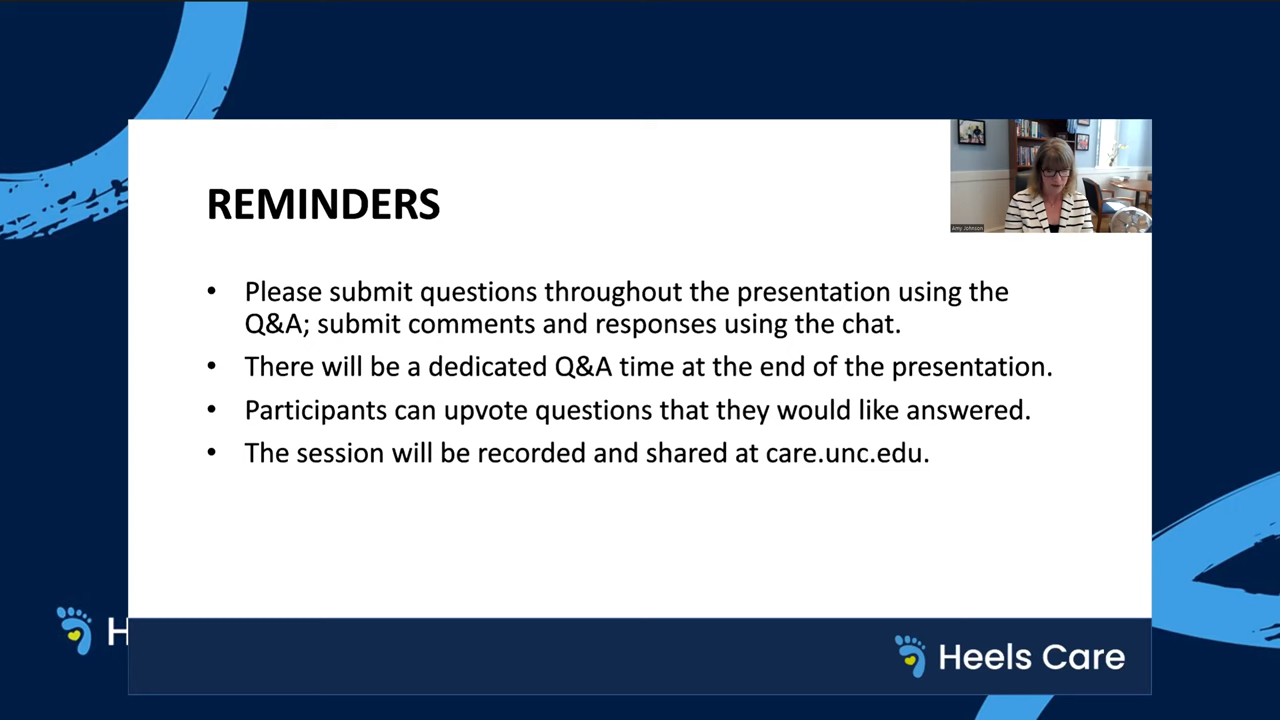 Amy Johnson
REMINDERS
• Please submit questions throughout the presentation using the
Q&A; submit comments and responses using the chat.
• There will be a dedicated Q&A time at the end of the presentation.
• Participants can upvote questions that they would like answered.
• The session will be recorded and shared at care.unc.edu.
H
Heels Care